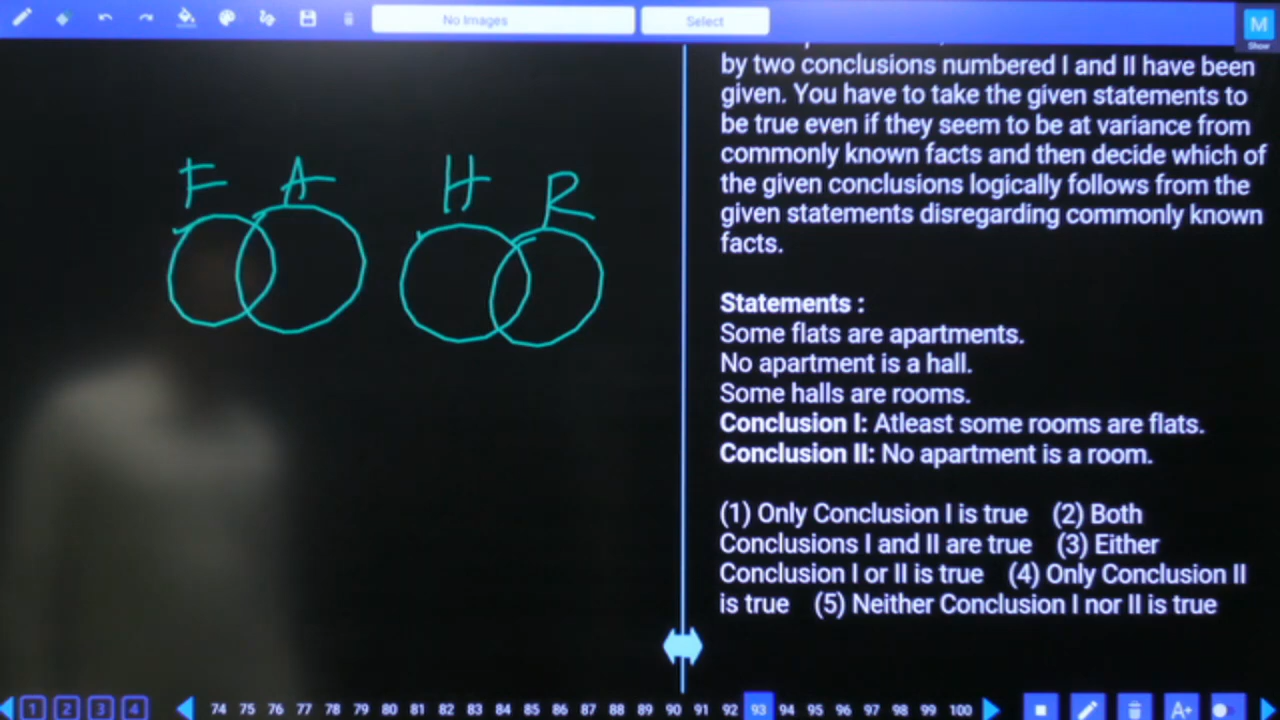 No Images
Select
M
Show
F A H R
by two conclusions numbered I and II have been
given. You have to take the given statements to
be true even if they seem to be at variance from
commonly known facts and then decide which of
the given conclusions logically follows from the
given statements disregarding commonly known
facts.
Statements :
Some flats are apartments.
No apartment is a hall.
Some halls are rooms.
Conclusion I: Atleast some rooms are flats.
Conclusion II: No apartment is a room.
(1) Only Conclusion I is true (2) Both
Conclusions I and II are true (3) Either
Conclusion I or II is true (4) Only Conclusion II
is true (5) Neither Conclusion I nor II is true
1 2 3 4 74 75 76 77 78 79 80 81 82 83 84 85 86 87 88 89 90 91 92 93 94 95 96 97 98 99 100 A+